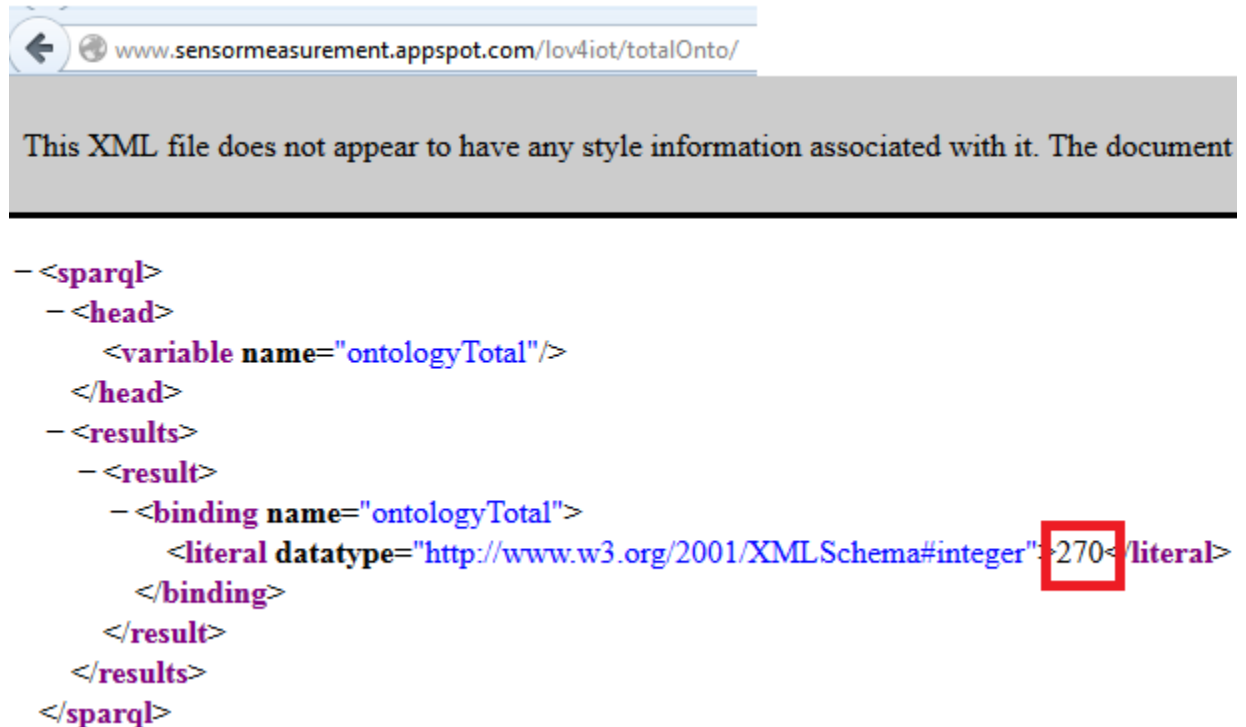 www.sensormeasurement.appspot.com/lov4iot/totalOnto/
This XML file does not appear to have any style information associated with it. The document
−<sparql>
−<head>
<variable name="ontologyTotal"/>
</head>
−<results>
−<result>
−<binding name="ontologyTotal">
<literal datatype="http://www.w3.org/2001/XMLSchema#integer">270</literal>
</binding>
</result>
</results>
</sparql>